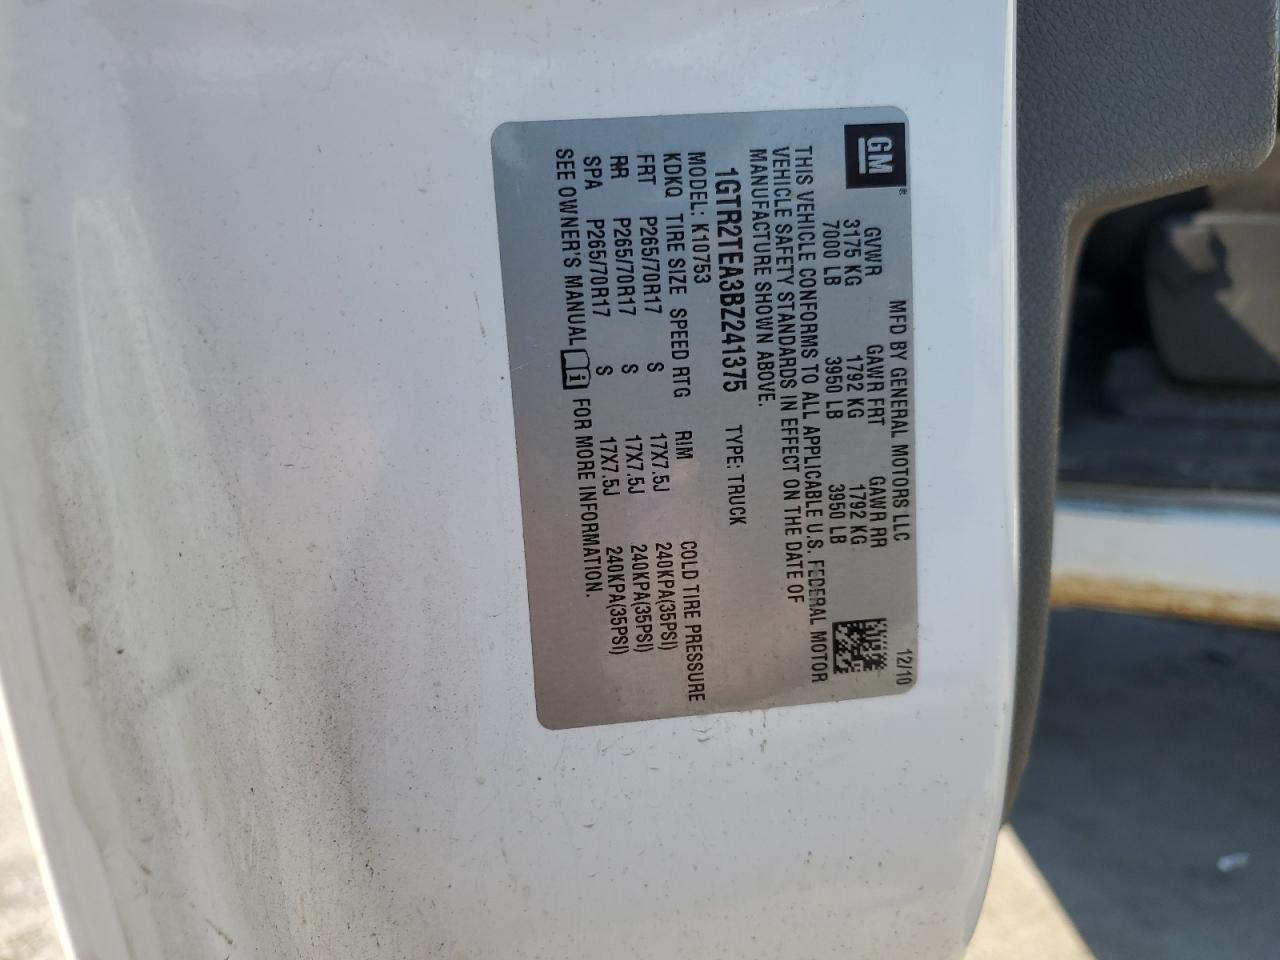 GM
MFD BY GENERAL MOTORS LLC 12/10
GVWR GAWR FRT GAWR RR
3175 KG 1792 KG 1792 KG
7000 LB 3950 LB 3950 LB
THIS VEHICLE CONFORMS TO ALL APPLICABLE U.S. FEDERAL MOTOR
VEHICLE SAFETY STANDARDS IN EFFECT ON THE DATE OF
MANUFACTURE SHOWN ABOVE.
1GTR2TEA3BZ241375 TYPE: TRUCK
MODEL: K10753
KDKQ TIRE SIZE SPEED RTG RIM COLD TIRE PRESSURE
FRT P265/70R17 S 17X7.5J 240KPA(35PSI)
RR P265/70R17 S 17X7.5J 240KPA(35PSI)
SPA P265/70R17 S 17X7.5J 240KPA(35PSI)
SEE OWNER'S MANUAL i FOR MORE INFORMATION.